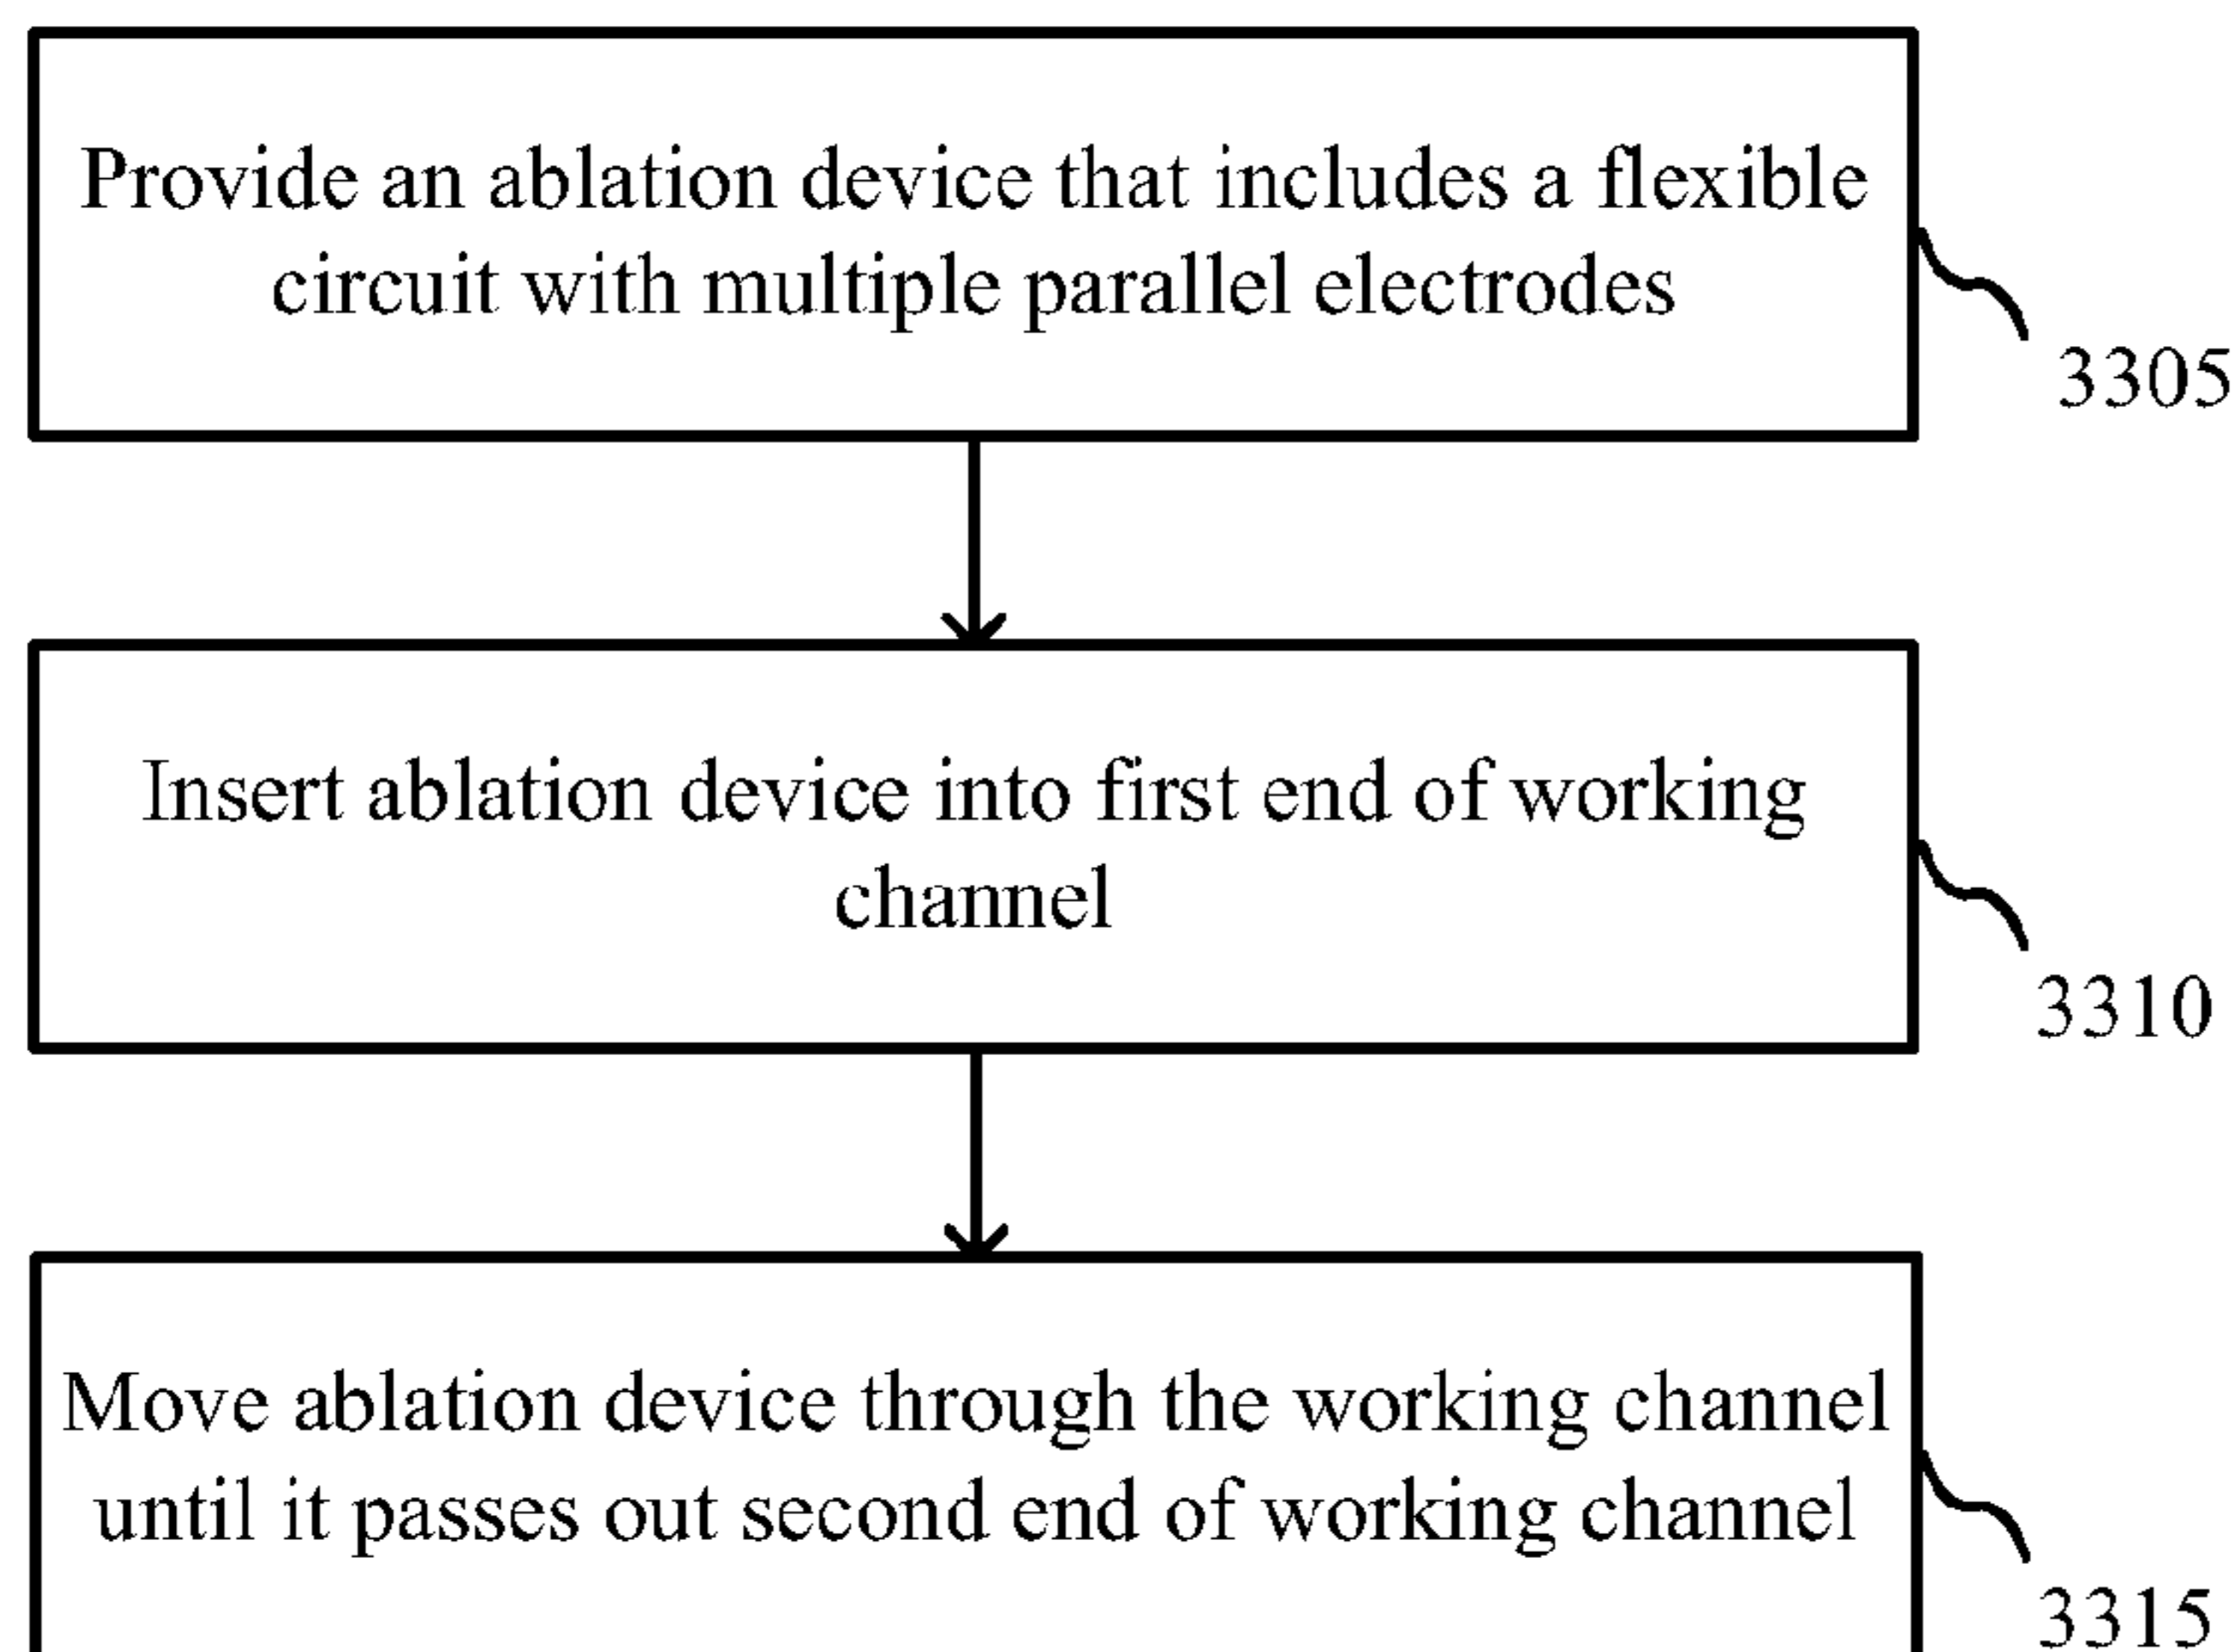 Provide an ablation device that includes a flexible
circuit with multiple parallel electrodes
3305
Insert ablation device into first end of working
channel
3310
Move ablation device through the working channel
until it passes out second end of working channel
3315